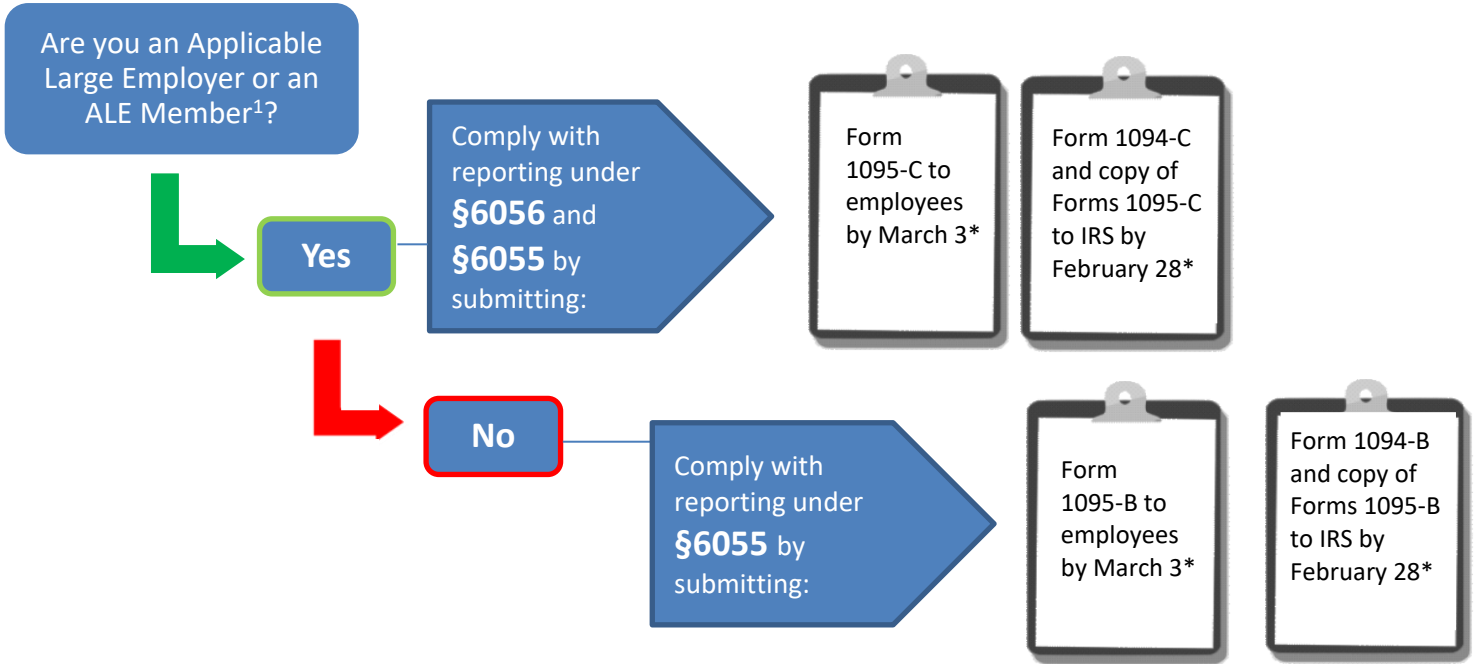 Are you an Applicable
Large Employer or an
ALE Member¹?
Yes
Comply with
reporting under
§6056 and
§6055 by
submitting:
Form
1095-C to
employees
by March 3*
Form 1094-C
and copy of
Forms 1095-C
to IRS by
February 28*
No
Comply with
reporting under
§6055 by
submitting:
Form
1095-B to
employees
by March 3*
Form 1094-B
and copy of
Forms 1095-B
to IRS by
February 28*